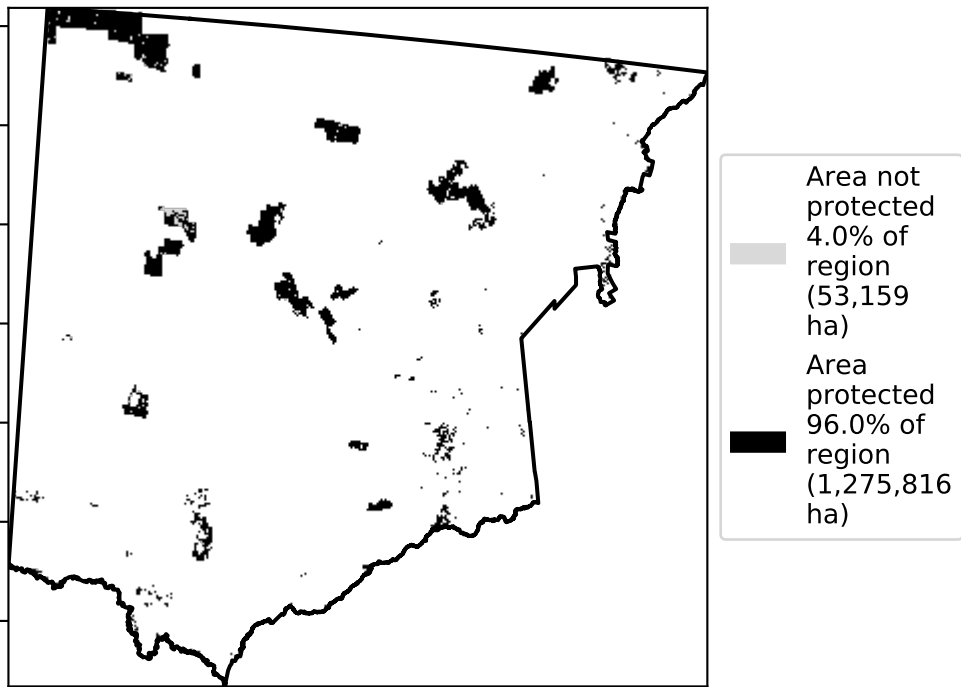 Area not
protected
4.0% of
region
(53,159
ha)
Area
protected
96.0% of
region
(1,275,816
ha)